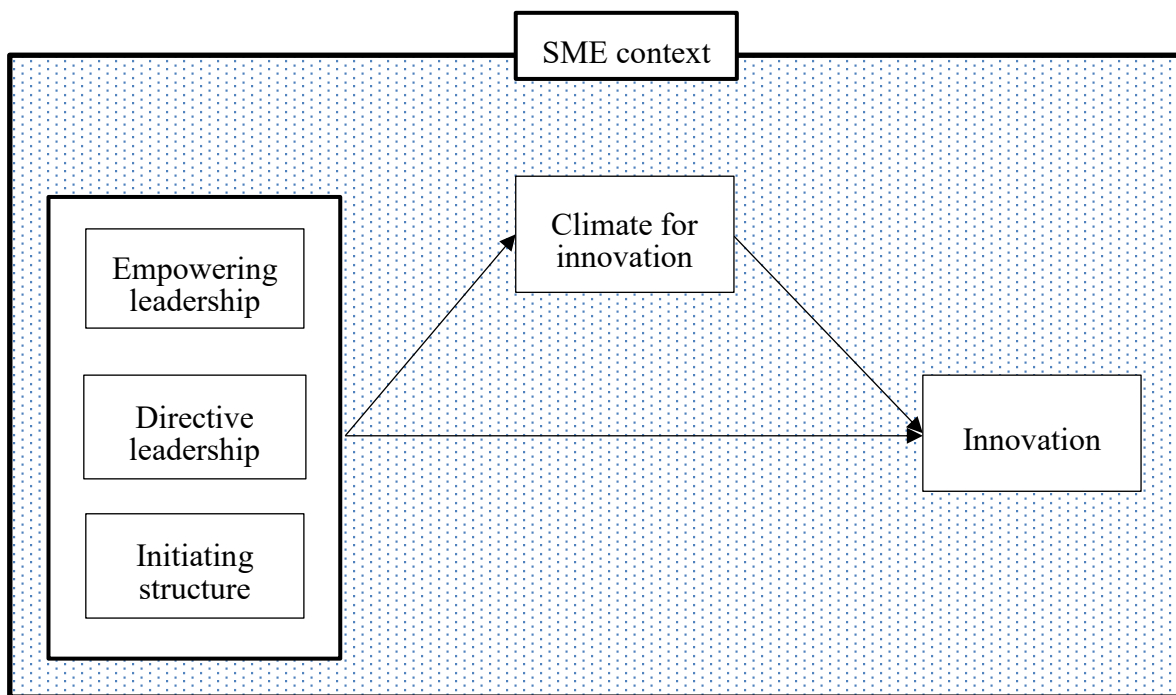 SME context
Climate for
innovation
Empowering
leadership
Directive
leadership
Innovation
Initiating
structure